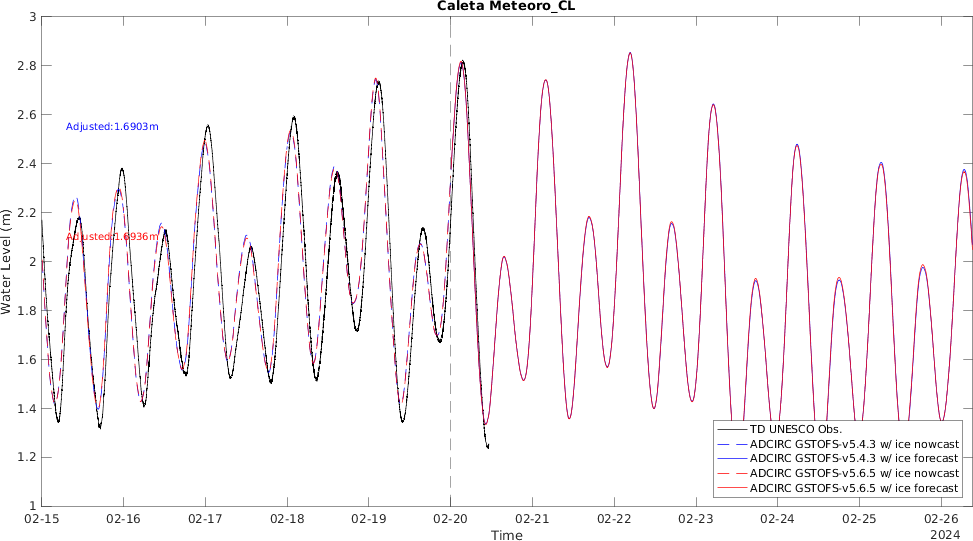 Caleta Meteoro_CL
3
2.8
2.6
2.4
2.2
2
1.8
1.6
1.4
1.2
1
Water Level (m)
Adjusted:1.6903m
Adjusted:1.6936m
TD UNESCO Obs.
ADCIRC GSTOFS-v5.4.3 w/ ice nowcast
ADCIRC GSTOFS-v5.4.3 w/ ice forecast
ADCIRC GSTOFS-v5.6.5 w/ ice nowcast
ADCIRC GSTOFS-v5.6.5 w/ ice forecast
02-15 02-16 02-17 02-18 02-19 02-20 02-21 02-22 02-23 02-24 02-25 02-26
Time
2024